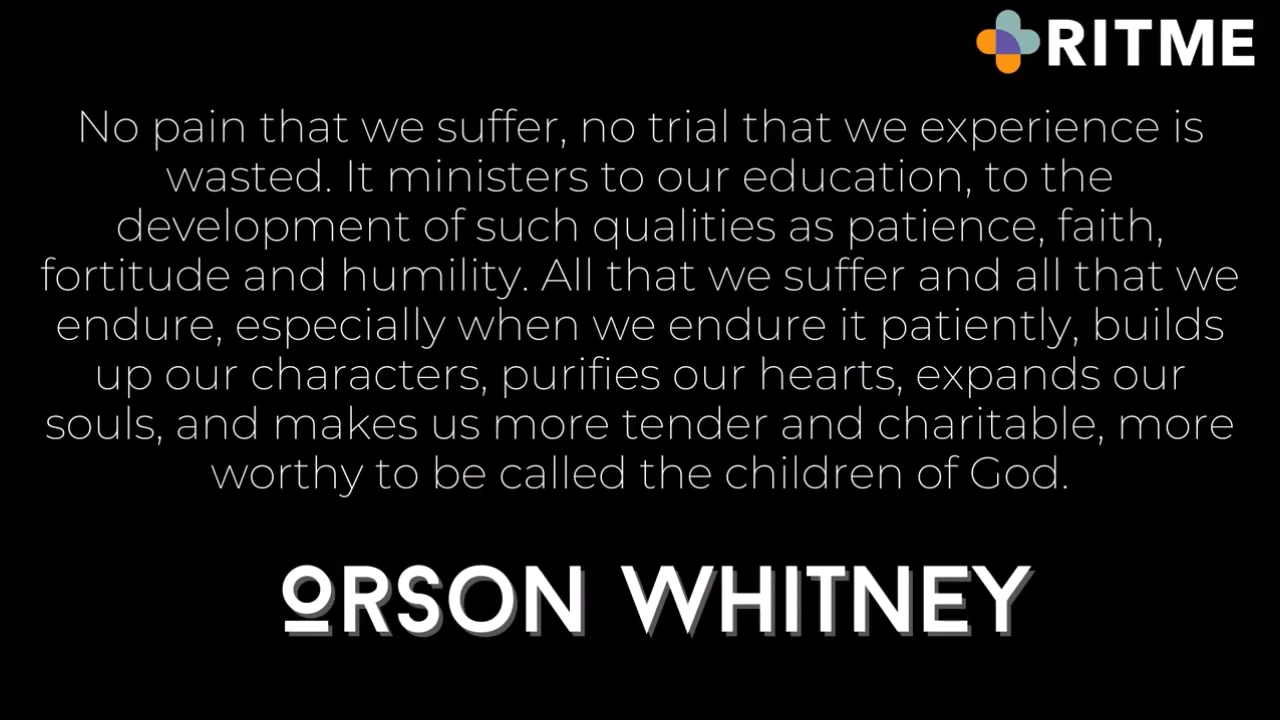 RITME
No pain that we suffer, no trial that we experience is
wasted. It ministers to our education, to the
development of such qualities as patience, faith,
fortitude and humility. All that we suffer and all that we
endure, especially when we endure it patiently, builds
up our characters, purifies our hearts, expands our
souls, and makes us more tender and charitable, more
worthy to be called the children of God.
ORSON WHITNEY